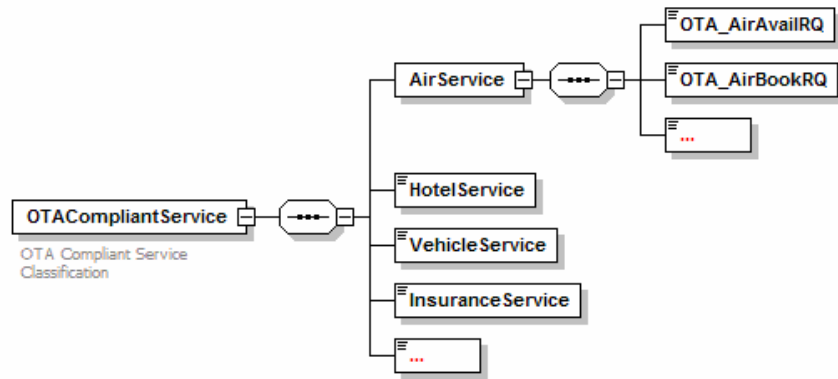 OTA_AirAvailRQ
AirService
OTA_AirBookRQ
...
HotelService
OTACompliantService
OTA Compliant Service
Classification
VehicleService
InsuranceService
...